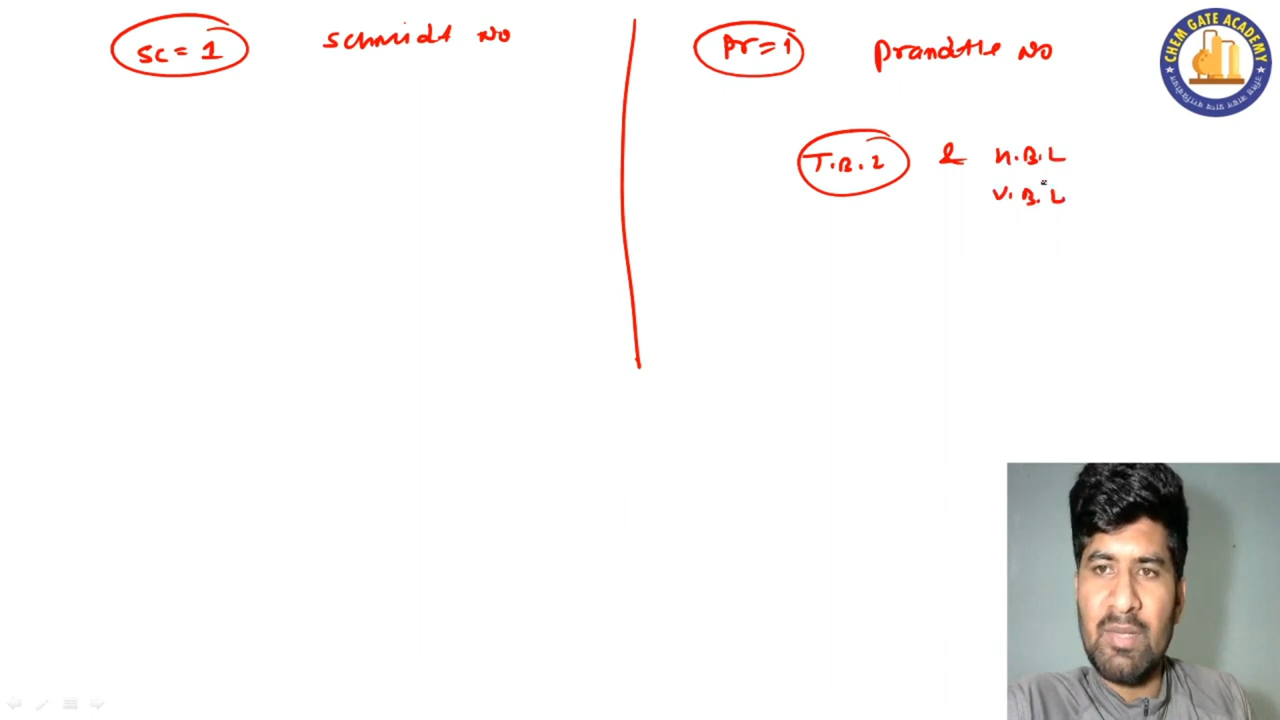 Sc = 1 Schmidt No
Pr = 1 Prandtle No
T.B.L & H.B.L
V.B.L
CHEM GATE ACADEMY